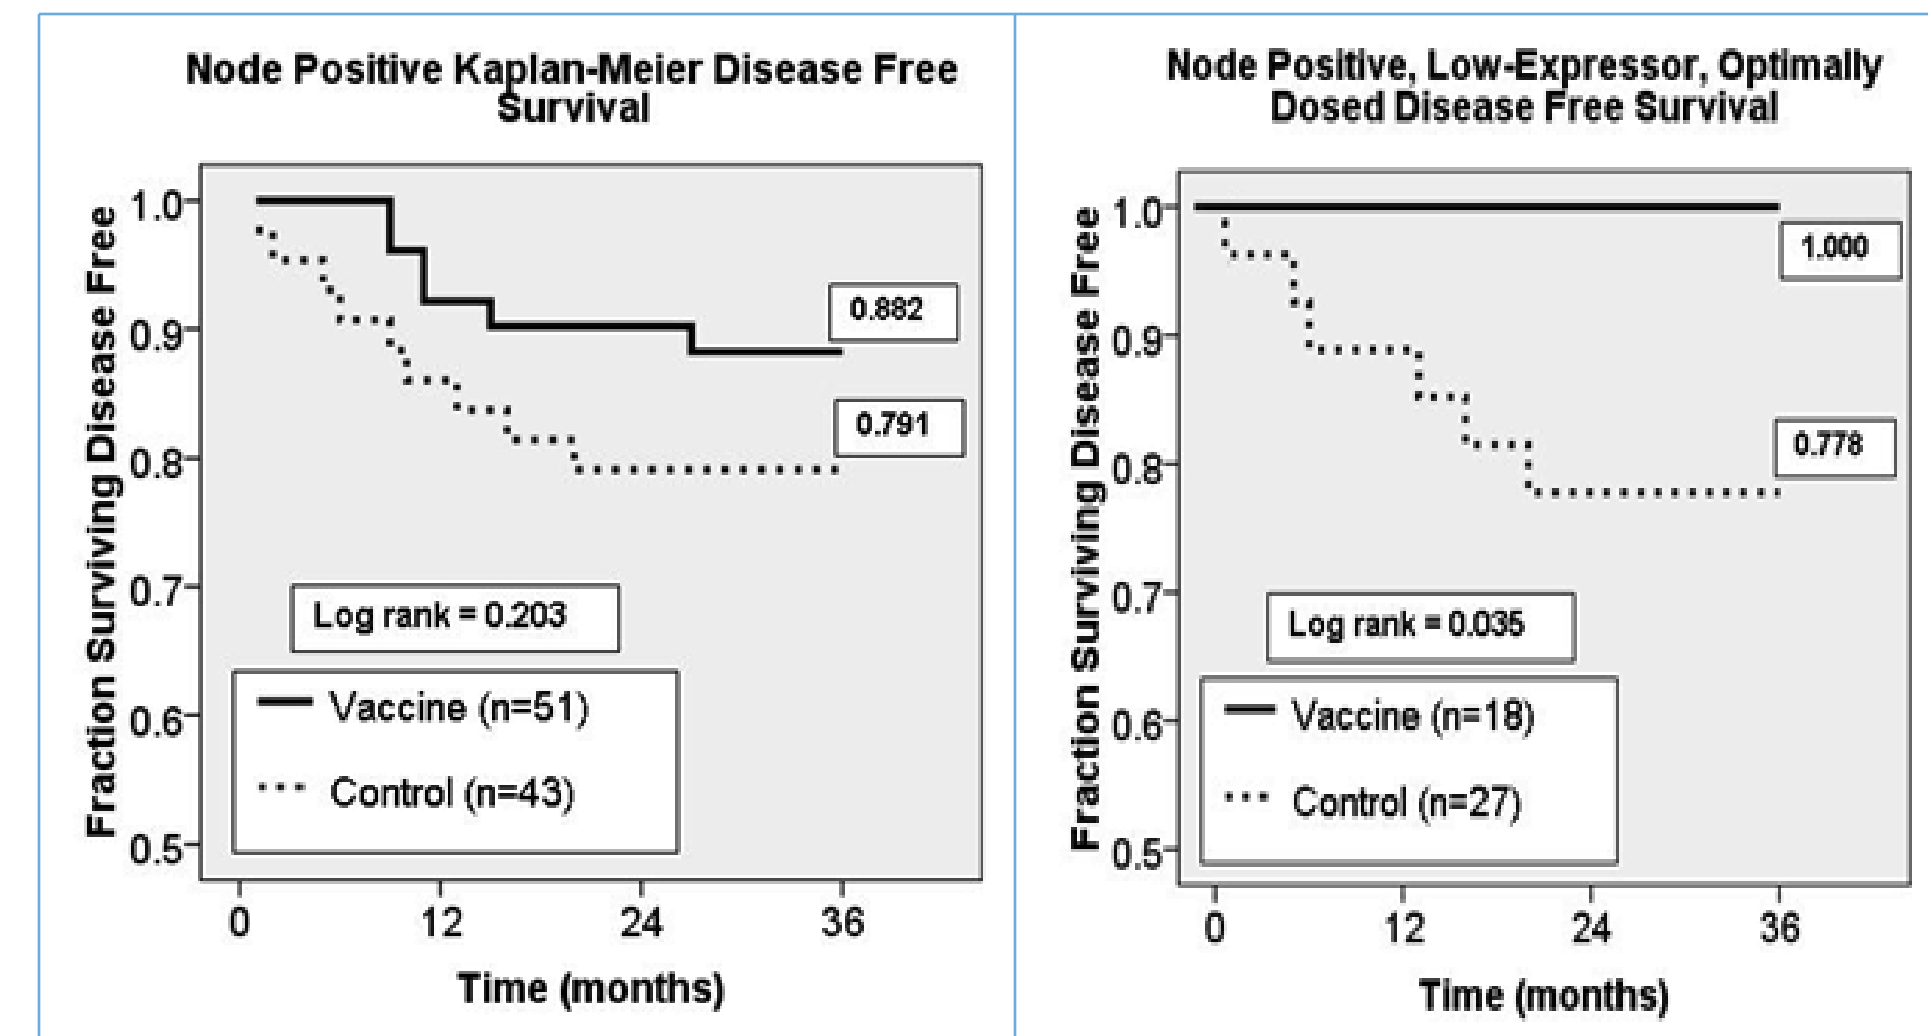 Node Positive Kaplan-Meier Disease Free
Survival
Fraction Surviving Disease Free
1.0
0.9
0.8
0.7
0.6
0.5
0.882
0.791
Log rank = 0.203
Vaccine (n=51)
Control (n=43)
0
12
24
36
Time (months)
Node Positive, Low-Expressor, Optimally
Dosed Disease Free Survival
Fraction Surviving Disease Free
1.0
0.9
0.8
0.7
0.6
0.5
1.000
0.778
Log rank = 0.035
Vaccine (n=18)
Control (n=27)
0
12
24
36
Time (months)